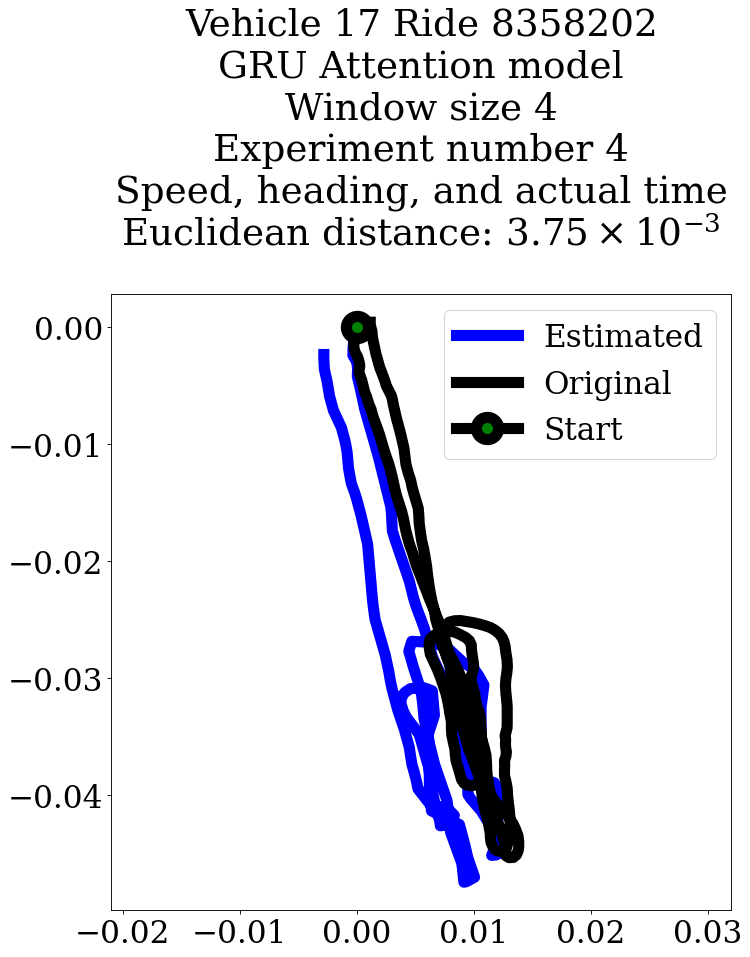 Vehicle 17 Ride 8358202
GRU Attention model
Window size 4
Experiment number 4
Speed, heading, and actual time
Euclidean distance: 3.75 × 10⁻³
Estimated
Original
Start
0.00
−0.01
−0.02
−0.03
−0.04
−0.02 −0.01 0.00 0.01 0.02 0.03